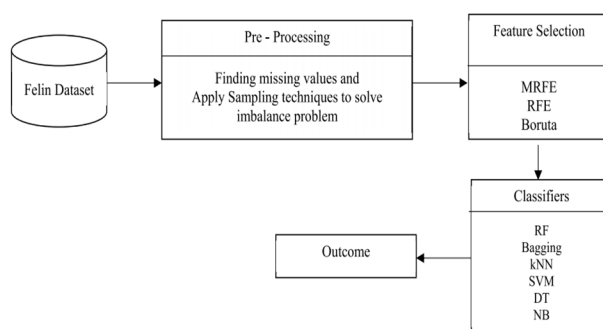 Felin Dataset
Pre - Processing
Finding missing values and
Apply Sampling techniques to solve
imbalance problem
Feature Selection
MRFE
RFE
Boruta
Classifiers
RF
Bagging
kNN
SVM
DT
NB
Outcome